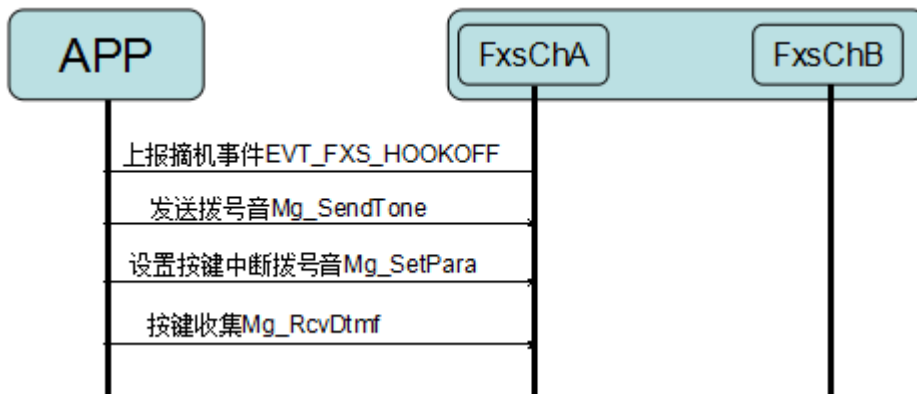 APP
FxsChA
FxsChB
上报摘机事件EVT_FXS_HOOKOFF
发送拨号音Mg_SendTone
设置按键中断拨号音Mg_SetPara
按键收集Mg_RcvDtmf